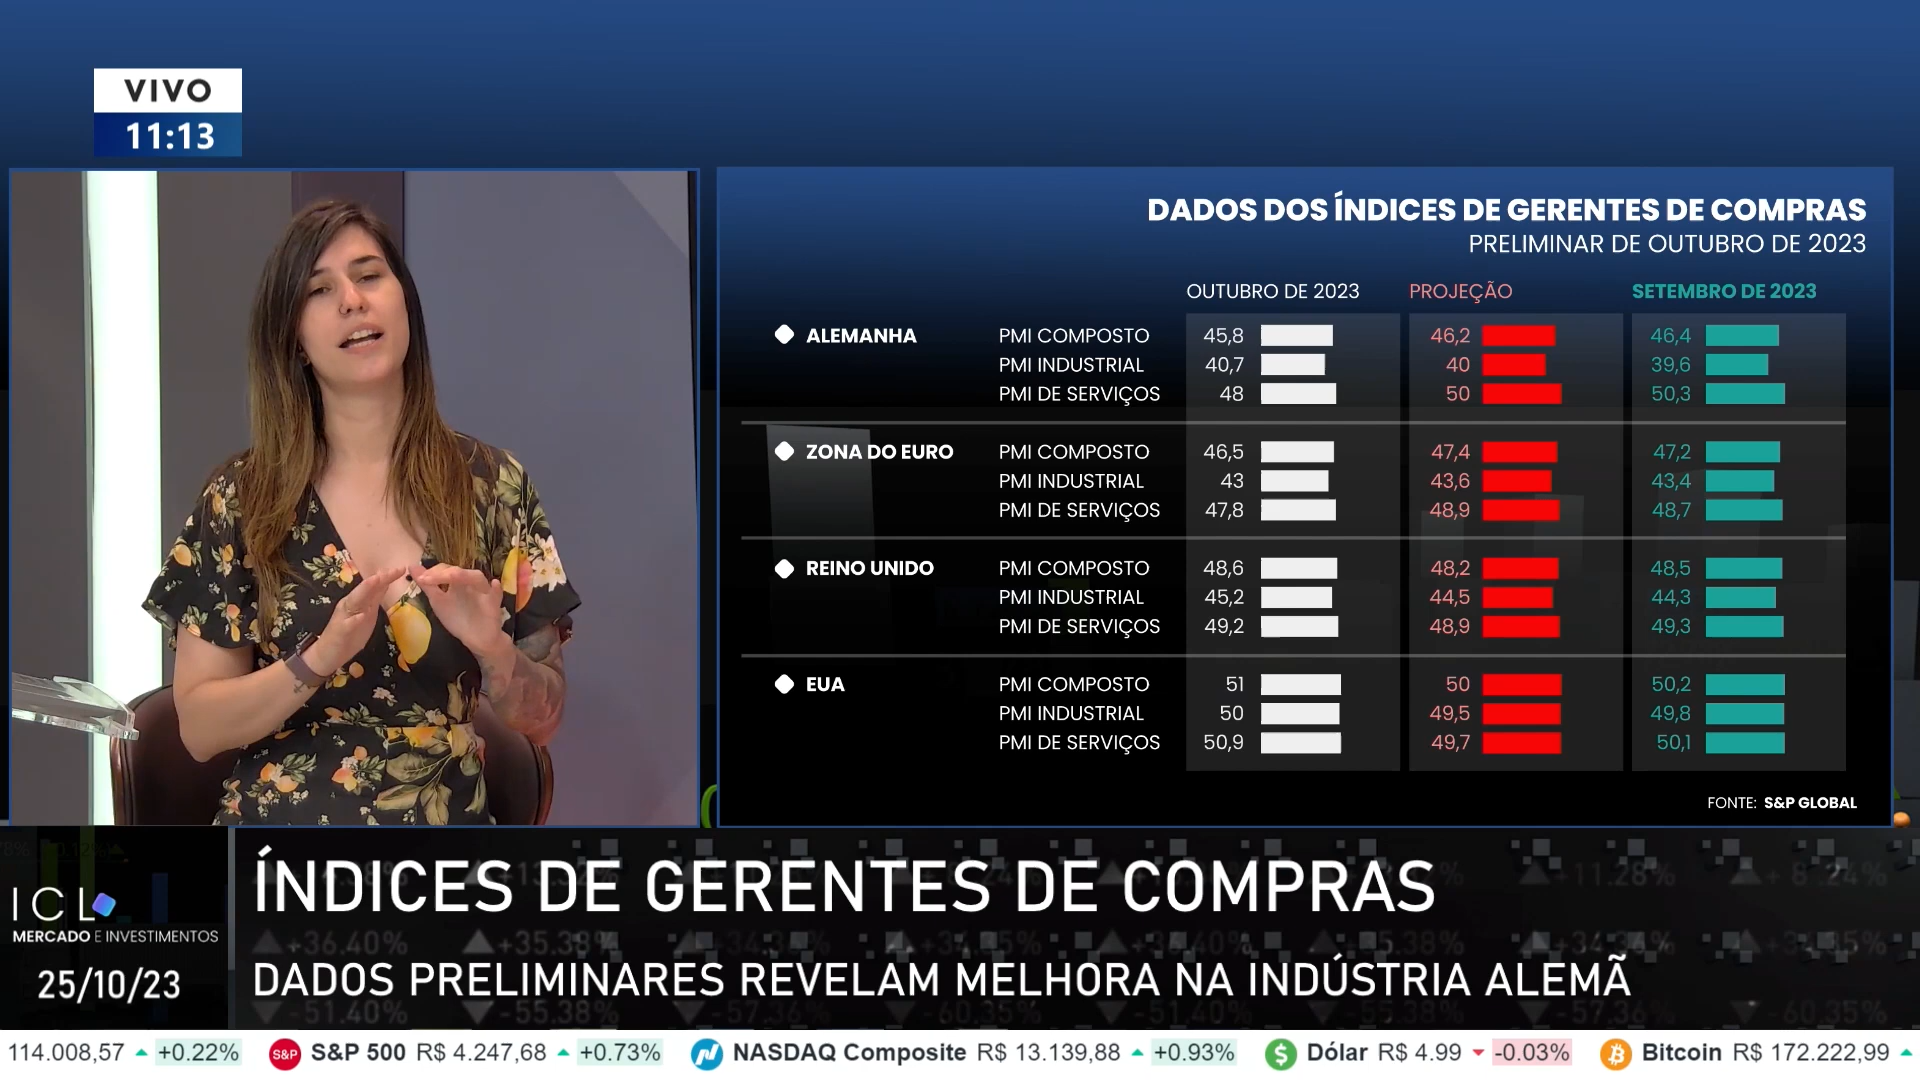 VIVO
11:13
DADOS DOS ÍNDICES DE GERENTES DE COMPRAS
PRELIMINAR DE OUTUBRO DE 2023
OUTUBRO DE 2023 PROJEÇÃO SETEMBRO DE 2023
ALEMANHA PMI COMPOSTO 45,8 46,2 46,4
PMI INDUSTRIAL 40,7 40 39,6
PMI DE SERVIÇOS 48 50 50,3
ZONA DO EURO PMI COMPOSTO 46,5 47,4 47,2
PMI INDUSTRIAL 43 43,6 43,4
PMI DE SERVIÇOS 47,8 48,9 48,7
REINO UNIDO PMI COMPOSTO 48,6 48,2 48,5
PMI INDUSTRIAL 45,2 44,5 44,3
PMI DE SERVIÇOS 49,2 48,9 49,3
EUA PMI COMPOSTO 51 50 50,2
PMI INDUSTRIAL 50 49,5 49,8
PMI DE SERVIÇOS 50,9 49,7 50,1
FONTE: S&P GLOBAL
ÍNDICES DE GERENTES DE COMPRAS
ICL
MERCADO E INVESTIMENTOS
25/10/23
DADOS PRELIMINARES REVELAM MELHORA NA INDÚSTRIA ALEMÃ
114.008,57 +0.22% S&P S&P 500 R$ 4.247,68 +0.73% NASDAQ Composite R$ 13.139,88 +0.93% $ Dólar R$ 4.99 -0.03% Bitcoin R$ 172.222,99